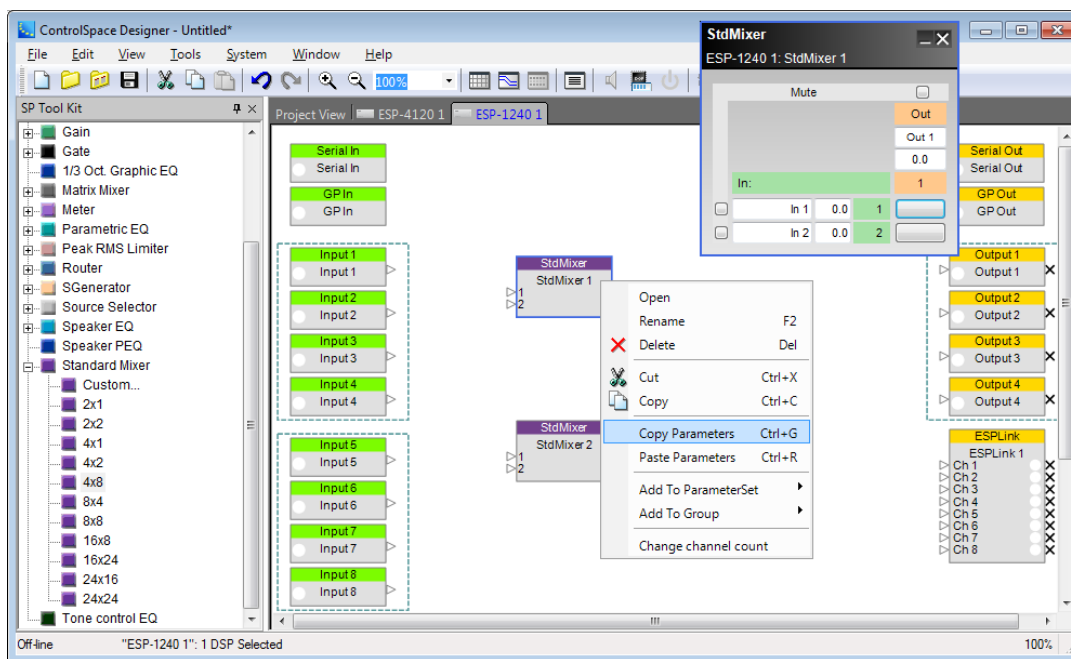 ControlSpace Designer - Untitled*
File Edit View Tools System Window Help
100%
SP Tool Kit
Gain
Gate
1/3 Oct. Graphic EQ
Matrix Mixer
Meter
Parametric EQ
Peak RMS Limiter
Router
SGenerator
Source Selector
Speaker EQ
Speaker PEQ
Standard Mixer
Custom...
2x1
2x2
4x1
4x2
4x8
8x4
8x8
16x8
16x24
24x16
24x24
Tone control EQ
Project View ESP-4120 1 ESP-1240 1
Serial In
Serial In
GP In
GP In
Input 1
Input 1
Input 2
Input 2
Input 3
Input 3
Input 4
Input 4
Input 5
Input 5
Input 6
Input 6
Input 7
Input 7
Input 8
Input 8
StdMixer
StdMixer 1
1
2
StdMixer
StdMixer 2
1
2
Open
Rename F2
Delete Del
Cut Ctrl+X
Copy Ctrl+C
Copy Parameters Ctrl+G
Paste Parameters Ctrl+R
Add To ParameterSet
Add To Group
Change channel count
StdMixer
ESP-1240 1: StdMixer 1
Mute
Out
Out 1
0.0
In: 1
In 1 0.0 1
In 2 0.0 2
Serial Out
Serial Out
GP Out
GP Out
Output 1
Output 1
Output 2
Output 2
Output 3
Output 3
Output 4
Output 4
ESPLink
ESPLink 1
Ch 1
Ch 2
Ch 3
Ch 4
Ch 5
Ch 6
Ch 7
Ch 8
Off-line "ESP-1240 1": 1 DSP Selected 100%